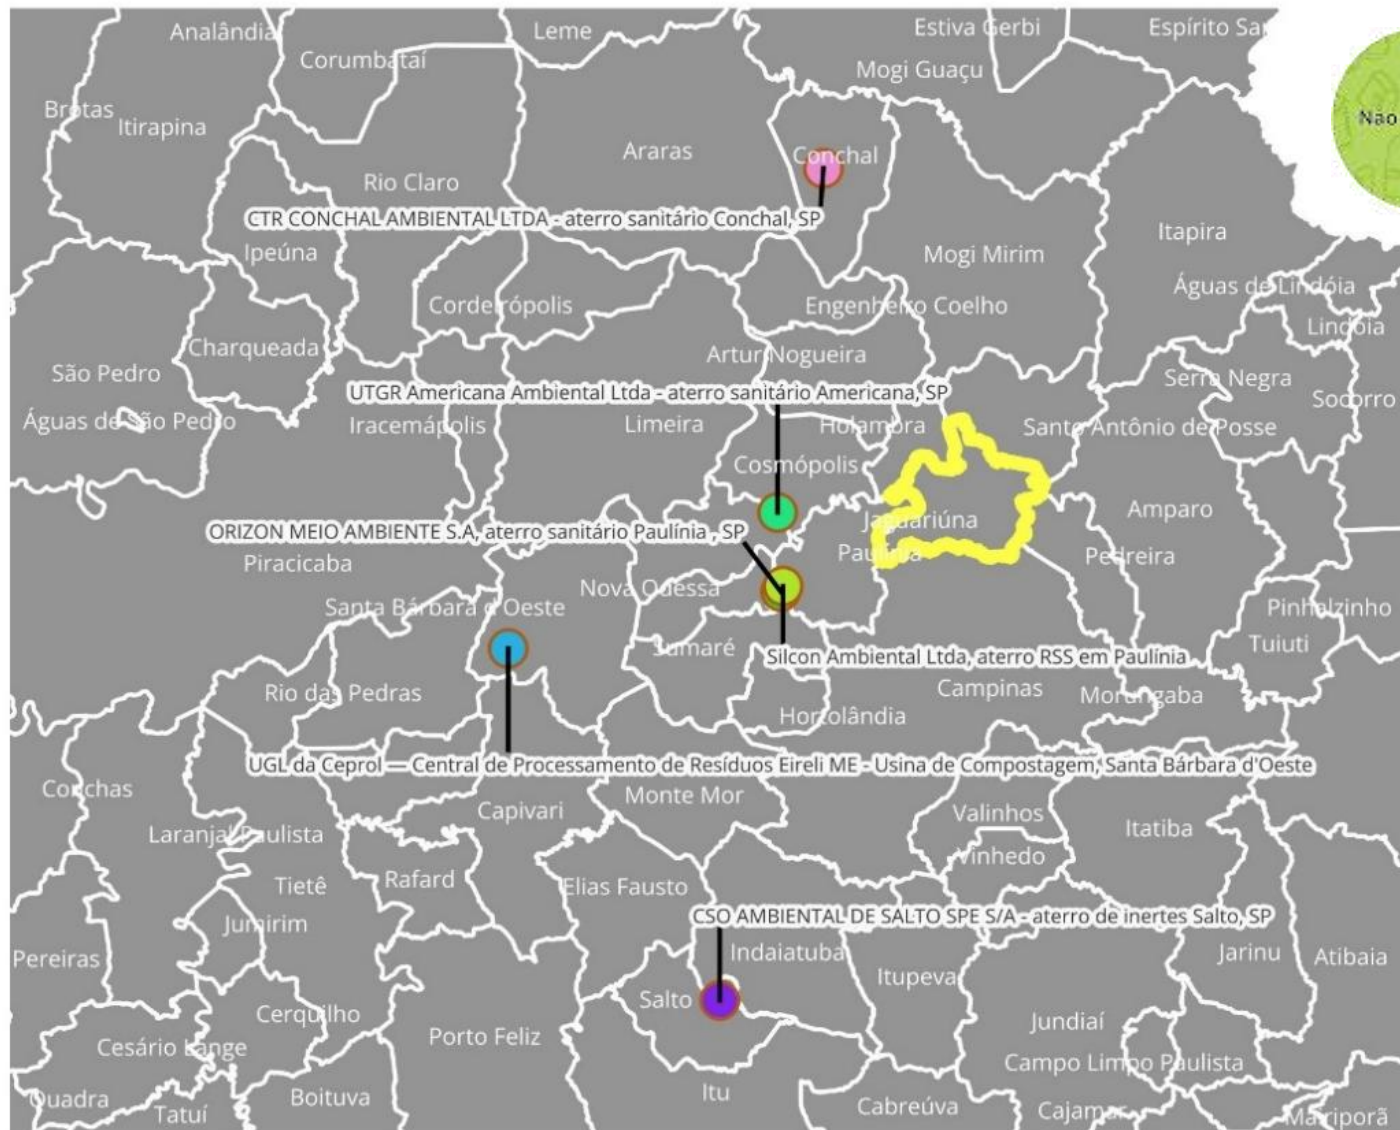 Analândia
Leme
Estiva Gerbi
Espírito Sa
Corumbataí
Mogi Guaçu
Brotas
Itirapina
Não
Araras
Conchal
Rio Claro
CTR CONCHAL AMBIENTAL LTDA - aterro sanitário Conchal, SP
Itapira
Ipeúna
Mogi Mirim
Águas de Lindóia
Cordeirópolis
Engenheiro Coelho
Lindóia
Charqueada
Artur Nogueira
São Pedro
Serra Negra
UTGR Americana Ambiental Ltda - aterro sanitário Americana, SP
Socorro
Águas de São Pedro
Iracemápolis
Limeira
Holambra
Santo Antônio de Posse
Cosmópolis
Amparo
Jaguariúna
ORIZON MEIO AMBIENTE S.A, aterro sanitário Paulínia , SP
Paulínia
Pedreira
Piracicaba
Nova Odessa
Santa Bárbara d'Oeste
Pinhalzinho
Sumaré
Tuiuti
Silcon Ambiental Ltda, aterro RSS em Paulínia
Rio das Pedras
Campinas
Morungaba
Hortolândia
UGL da Ceprol — Central de Processamento de Resíduos Eireli ME - Usina de Compostagem, Santa Bárbara d'Oeste
Conchas
Monte Mor
Capivari
Valinhos
Itatiba
Laranjal Paulista
Vinhedo
Tietê
Rafard
Elias Fausto
CSO AMBIENTAL DE SALTO SPE S/A - aterro de inertes Salto, SP
Jumirim
Indaiatuba
Jarinu
Atibaia
Pereiras
Itupeva
Salto
Cerquilho
Jundiaí
Porto Feliz
Cesário Lange
Campo Limpo Paulista
Itu
Quadra
Boituva
Tatuí
Cabreúva
Cajamar
Mairiporã